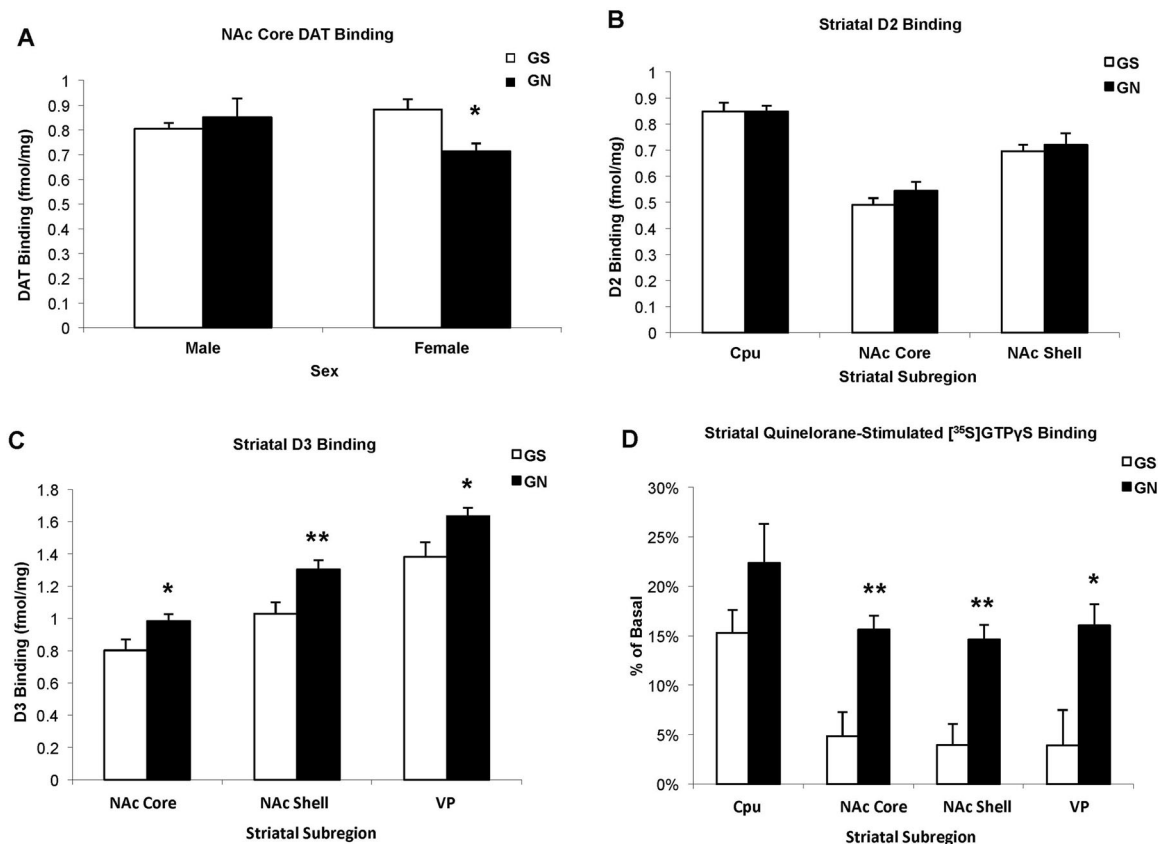 A
NAc Core DAT Binding
GS
GN
DAT Binding (fmol/mg)
1
0.9
0.8
0.7
0.6
0.5
0.4
0.3
0.2
0.1
0
*
Male
Female
Sex
B
Striatal D2 Binding
GS
GN
D2 Binding (fmol/mg)
1
0.9
0.8
0.7
0.6
0.5
0.4
0.3
0.2
0.1
0
Cpu
NAc Core
NAc Shell
Striatal Subregion
C
Striatal D3 Binding
GS
GN
D3 Binding (fmol/mg)
1.8
1.6
1.4
1.2
1
0.8
0.6
0.4
0.2
0
*
**
*
NAc Core
NAc Shell
VP
Striatal Subregion
D
Striatal Quinelorane-Stimulated [³⁵S]GTPγS Binding
GS
GN
% of Basal
30%
25%
20%
15%
10%
5%
0%
**
**
*
Cpu
NAc Core
NAc Shell
VP
Striatal Subregion